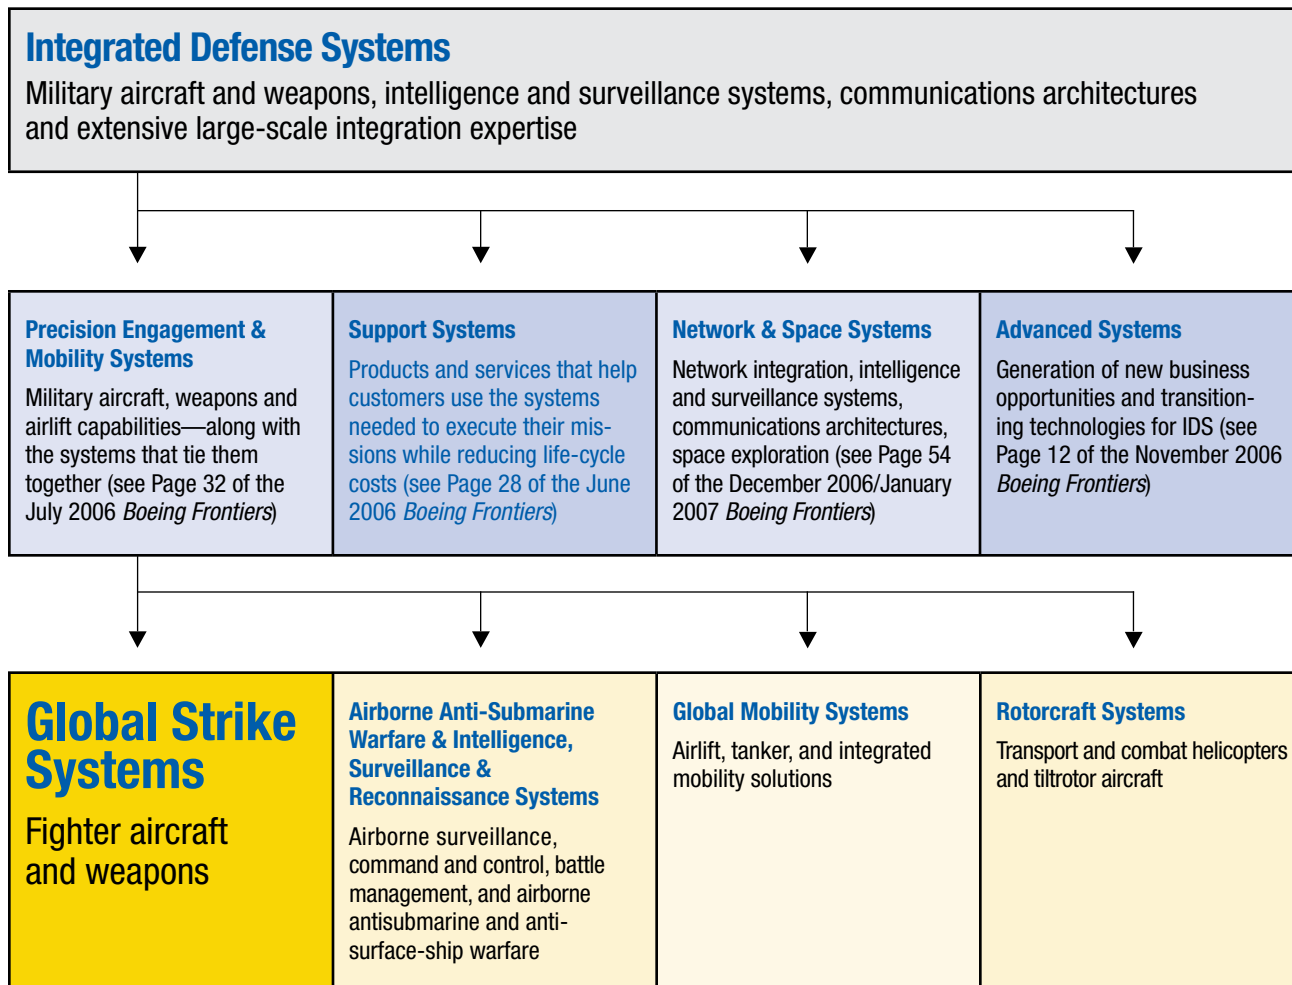 Integrated Defense Systems
Military aircraft and weapons, intelligence and surveillance systems, communications architectures
and extensive large-scale integration expertise
Precision Engagement &
Mobility Systems
Military aircraft, weapons and
airlift capabilities—along with
the systems that tie them
together (see Page 32 of the
July 2006 Boeing Frontiers)
Support Systems
Products and services that help
customers use the systems
needed to execute their mis-
sions while reducing life-cycle
costs (see Page 28 of the June
2006 Boeing Frontiers)
Network & Space Systems
Network integration, intelligence
and surveillance systems,
communications architectures,
space exploration (see Page 54
of the December 2006/January
2007 Boeing Frontiers)
Advanced Systems
Generation of new business
opportunities and transition-
ing technologies for IDS (see
Page 12 of the November 2006
Boeing Frontiers)
Global Strike
Systems
Fighter aircraft
and weapons
Airborne Anti-Submarine
Warfare & Intelligence,
Surveillance &
Reconnaissance Systems
Airborne surveillance,
command and control, battle
management, and airborne
antisubmarine and anti-
surface-ship warfare
Global Mobility Systems
Airlift, tanker, and integrated
mobility solutions
Rotorcraft Systems
Transport and combat helicopters
and tiltrotor aircraft